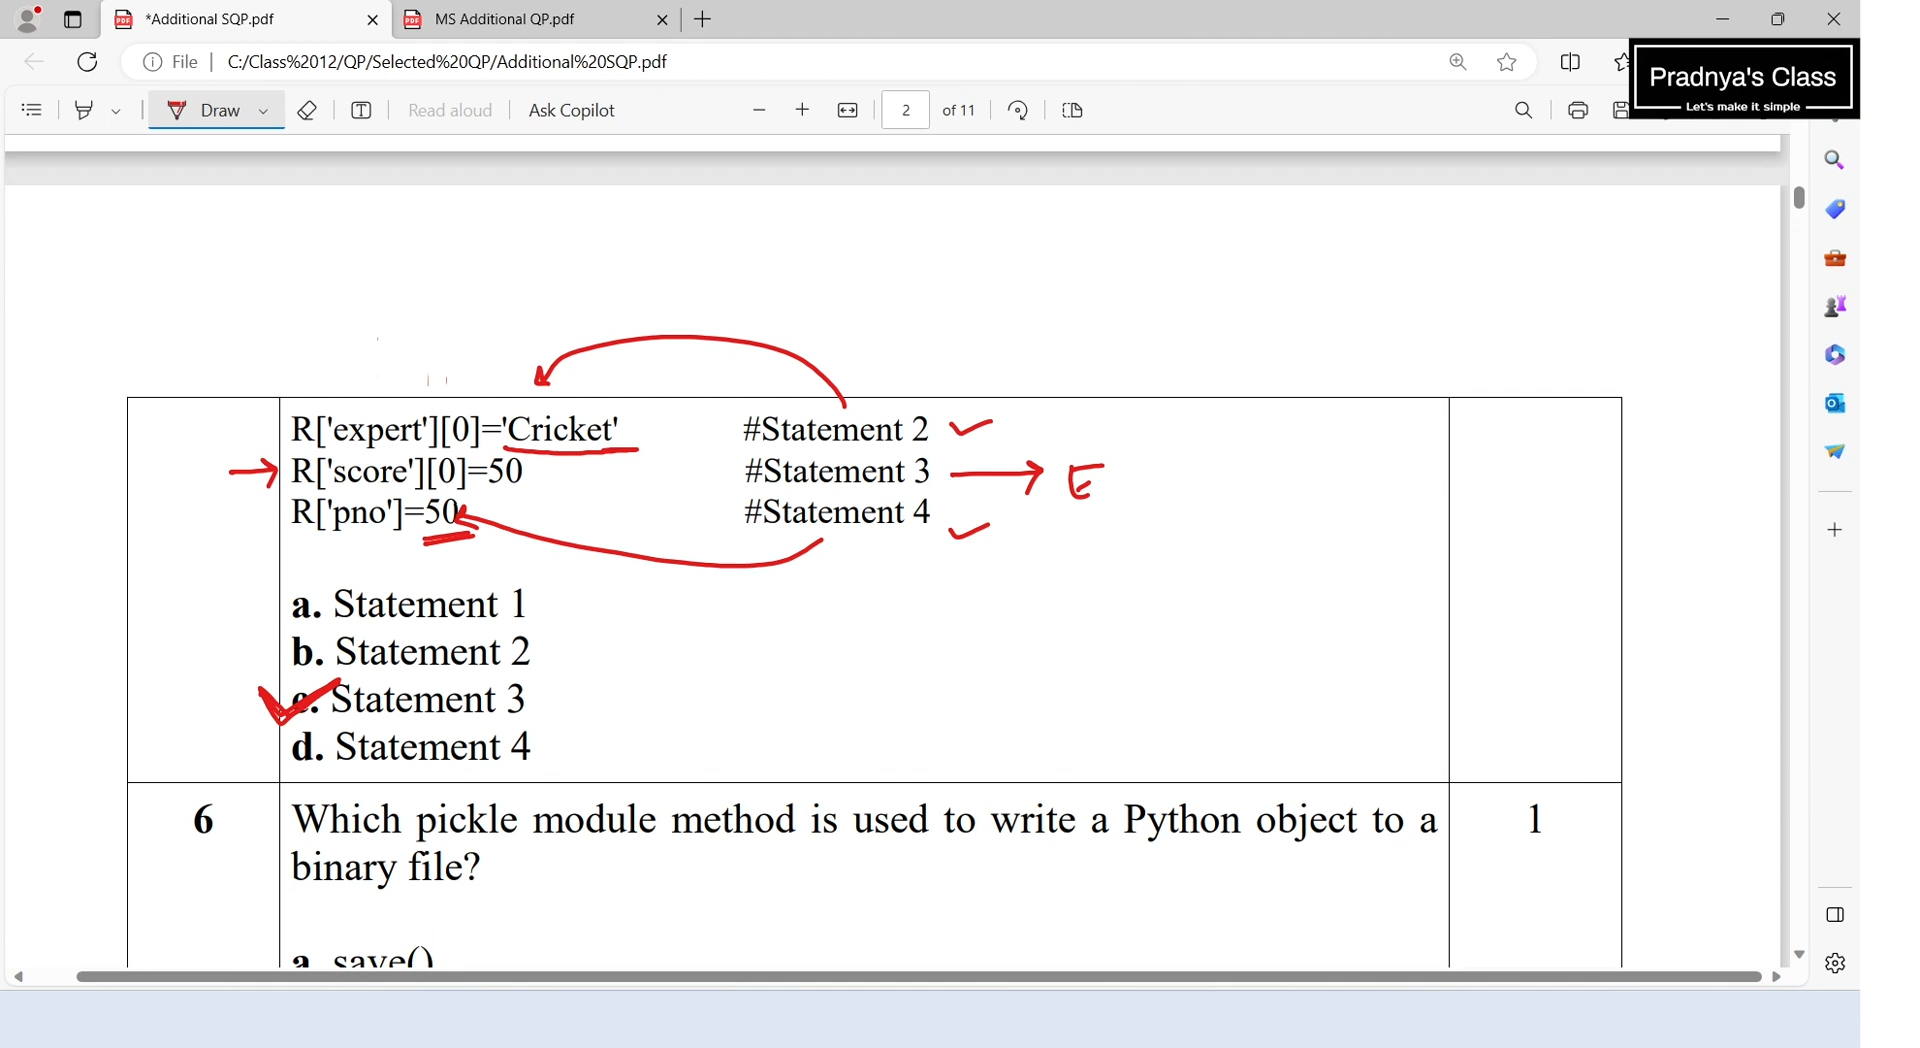 *Additional SQP.pdf
MS Additional QP.pdf
File
C:/Class%2012/QP/Selected%20QP/Additional%20SQP.pdf
Pradnya's Class
Let's make it simple
Draw
Read aloud
Ask Copilot
2 of 11
R['expert'][0]='Cricket' #Statement 2
R['score'][0]=50 #Statement 3 E
R['pno']=50 #Statement 4
a. Statement 1
b. Statement 2
c. Statement 3
d. Statement 4
6 Which pickle module method is used to write a Python object to a 1
binary file?
a. save()